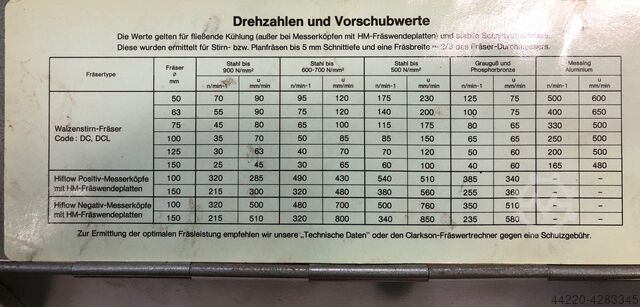 Drehzahlen und Vorschubwerte
Die Werte gelten für fließende Kühlung (außer bei Messerköpfen mit HM-Fräswendeplatten) und stabile Schnittverhältnisse.
Diese wurden ermittelt für Stirn- bzw. Planfräsen bis 5 mm Schnittiefe und eine Fräsbreite = 2/3 des Fräser-Durchmessers.
Fräsertype Fräser ø mm Stahl bis 900 N/mm² Stahl bis 600-700 N/mm² Stahl bis 500 N/mm² Grauguß und Phosphorbronze Messing Aluminium
n/min-1 u mm/min n/min-1 u mm/min n/min-1 u mm/min n/min-1 u mm/min n/min-1 u mm/min
50 70 90 95 120 175 230 125 75 500 600
63 55 90 75 120 140 200 100 75 400 650
Walzenstirn-Fräser 75 45 80 65 100 115 175 80 65 330 500
Code: DC, DCL 100 35 70 50 85 85 150 65 65 250 500
125 30 63 40 70 70 120 50 60 200 500
150 25 45 30 65 60 100 40 60 165 480
Hiflow Positiv-Messerköpfe 100 320 285 490 430 540 510 385 340 – –
mit HM-Fräswendeplatten 150 215 300 320 480 380 560 255 360 – –
Hiflow Negativ-Messerköpfe 100 320 500 480 700 500 760 350 510 – –
mit HM-Fräswendeplatten 150 215 510 320 800 340 850 235 580 – –
Zur Ermittlung der optimalen Fräsleistung empfehlen wir unsere „Technische Daten" oder den Clarkson-Fräswertrechner gegen eine Schutzgebühr.
44220-4283345